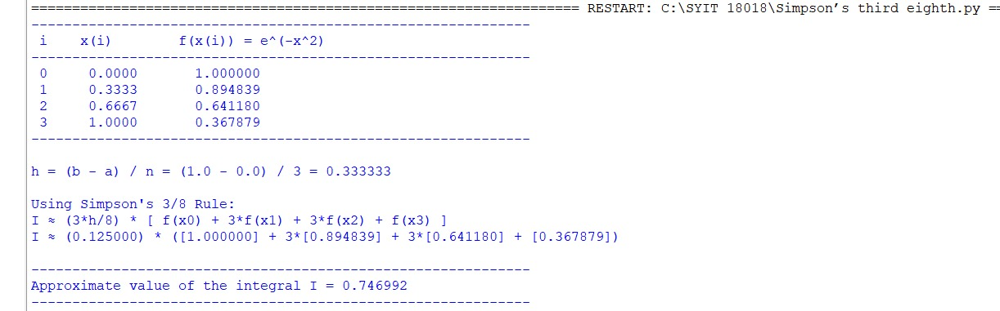 =================================================================== RESTART: C:\SYIT 18018\Simpson’s third eighth.py ==
-------------------------------------------------------------
i    x(i)        f(x(i)) = e^(-x^2)
-------------------------------------------------------------
0     0.0000       1.000000
1     0.3333       0.894839
2     0.6667       0.641180
3     1.0000       0.367879
-------------------------------------------------------------
h = (b - a) / n = (1.0 - 0.0) / 3 = 0.333333
Using Simpson's 3/8 Rule:
I ≈ (3*h/8) * [ f(x0) + 3*f(x1) + 3*f(x2) + f(x3) ]
I ≈ (0.125000) * ([1.000000] + 3*[0.894839] + 3*[0.641180] + [0.367879])
-------------------------------------------------------------
Approximate value of the integral I = 0.746992
-------------------------------------------------------------